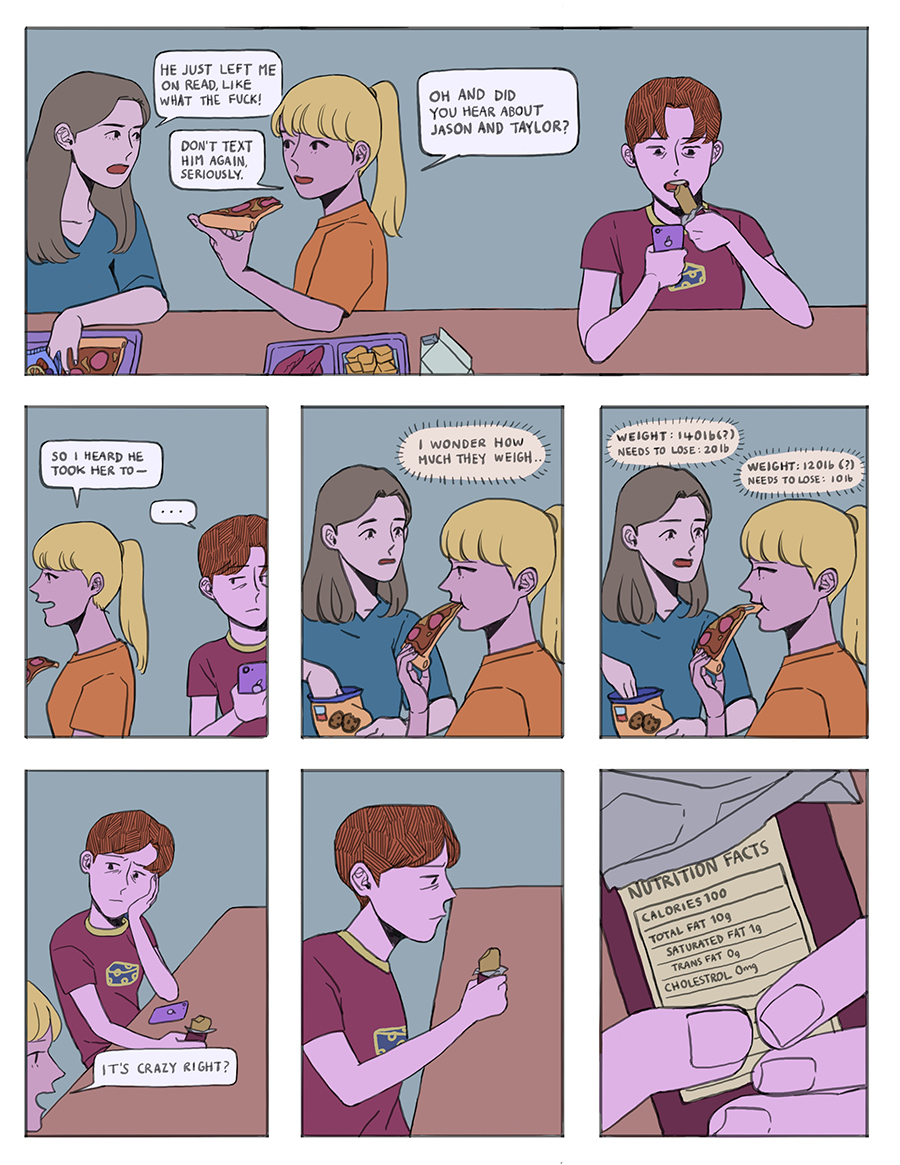 HE JUST LEFT ME
ON READ, LIKE
WHAT THE FUCK!
DON'T TEXT
HIM AGAIN,
SERIOUSLY.
OH AND DID
YOU HEAR ABOUT
JASON AND TAYLOR?
SO I HEARD HE
TOOK HER TO—
...
I WONDER HOW
MUCH THEY WEIGH..
WEIGHT: 140lb(?)
NEEDS TO LOSE: 20lb
WEIGHT: 120lb (?)
NEEDS TO LOSE: 10lb
IT'S CRAZY RIGHT?
NUTRITION FACTS
CALORIES 100
TOTAL FAT 10g
SATURATED FAT 1g
TRANS FAT 0g
CHOLESTROL 0mg